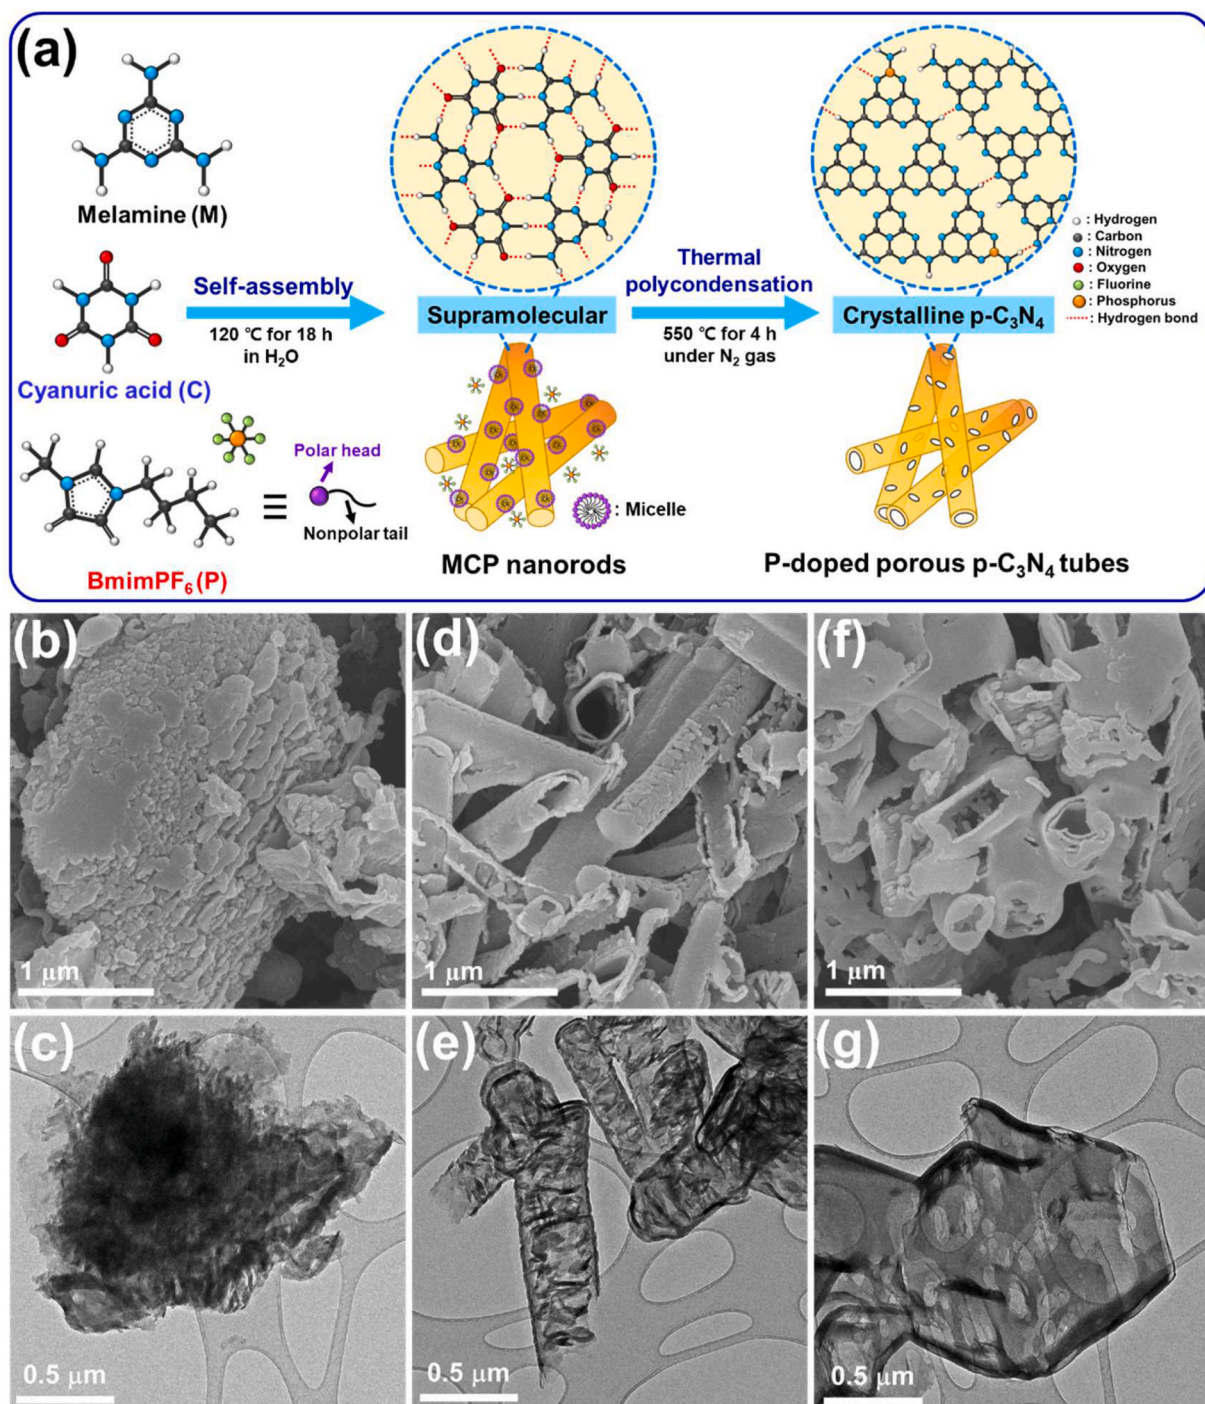 (a)
Melamine (M)
Cyanuric acid (C)
BmimPF₆ (P)
Polar head
Nonpolar tail
Self-assembly
120 ℃ for 18 h
in H₂O
Supramolecular
: Micelle
MCP nanorods
Thermal
polycondensation
550 ℃ for 4 h
under N₂ gas
Crystalline p-C₃N₄
P-doped porous p-C₃N₄ tubes
: Hydrogen
: Carbon
: Nitrogen
: Oxygen
: Fluorine
: Phosphorus
: Hydrogen bond
(b)
1 μm
(d)
1 μm
(f)
1 μm
(c)
0.5 μm
(e)
0.5 μm
(g)
0.5 μm